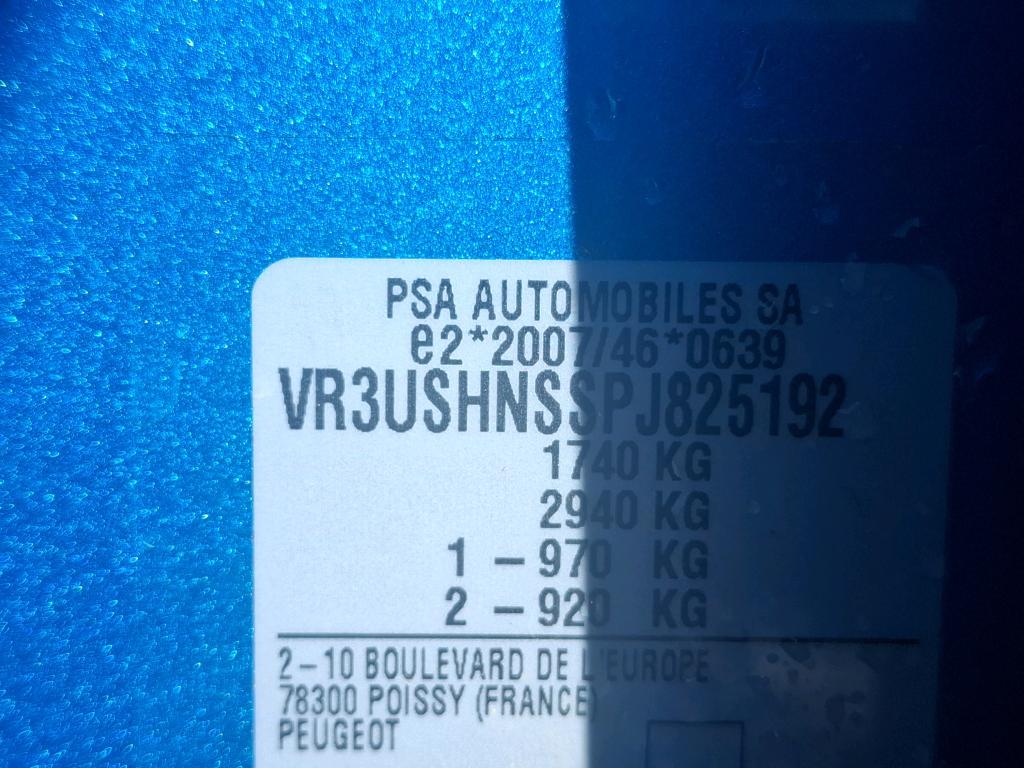 PSA AUTOMOBILES SA
e2*2007/46*0639
VR3USHNSSPJ825192
1740 KG
2940 KG
1 – 970 KG
2 – 920 KG
2–10 BOULEVARD DE L'EUROPE
78300 POISSY (FRANCE)
PEUGEOT